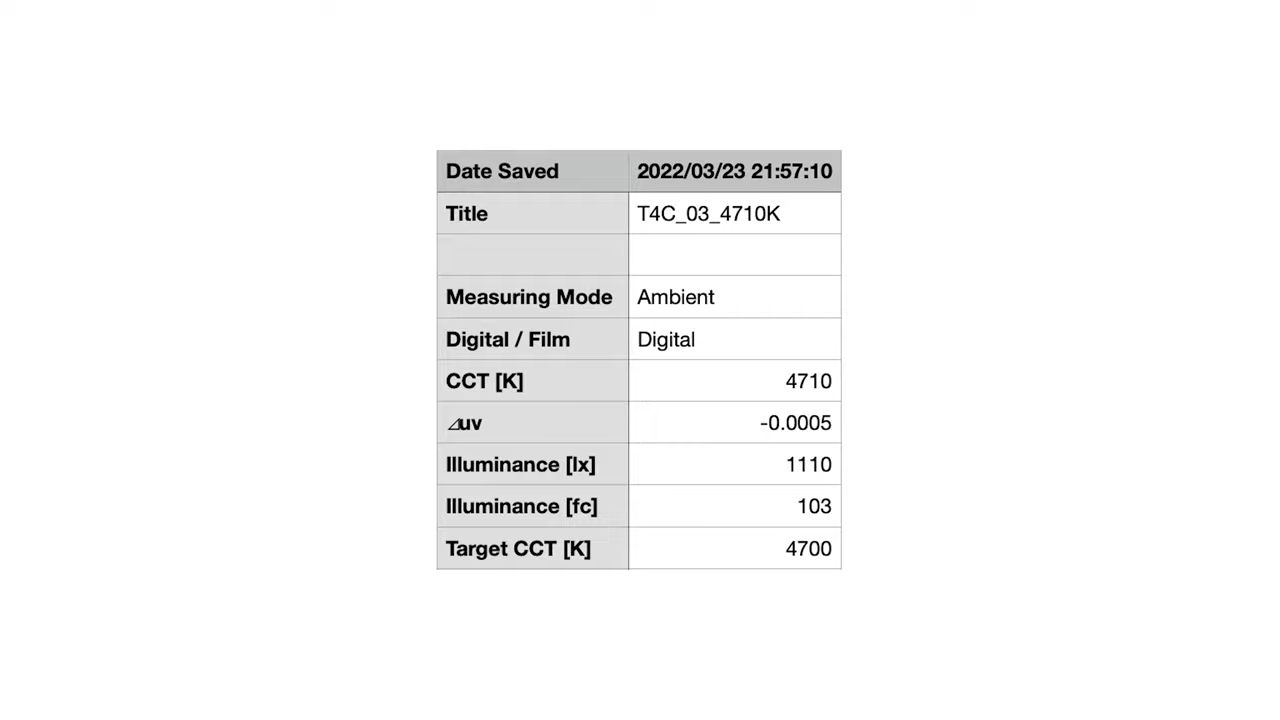 Date Saved 2022/03/23 21:57:10
Title T4C_03_4710K
Measuring Mode Ambient
Digital / Film Digital
CCT [K] 4710
⊿uv -0.0005
Illuminance [lx] 1110
Illuminance [fc] 103
Target CCT [K] 4700